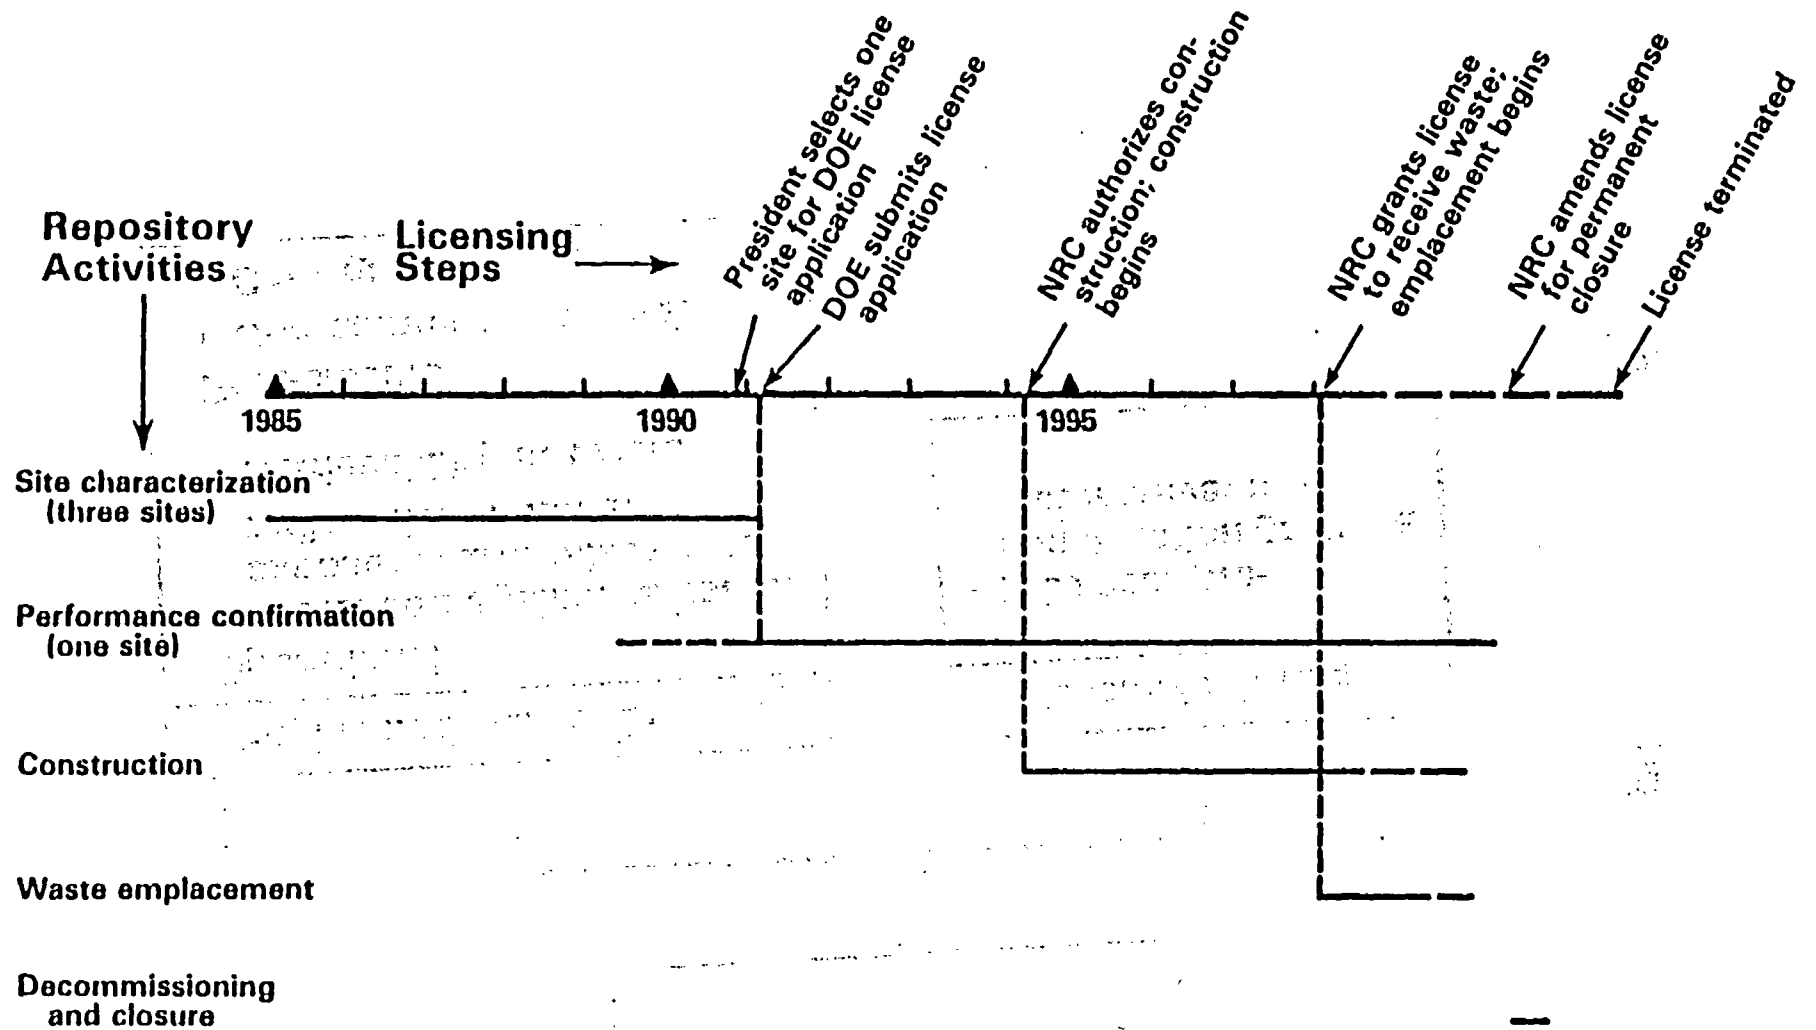 Repository
Activities
Licensing
Steps
President selects one
site for DOE license
application
DOE submits license
application
NRC authorizes con-
struction; construction
begins
NRC grants license
to receive waste;
emplacement begins
NRC amends license
for permanent
closure
License terminated
1985
1990
1995
Site characterization
(three sites)
Performance confirmation
(one site)
Construction
Waste emplacement
Decommissioning
and closure